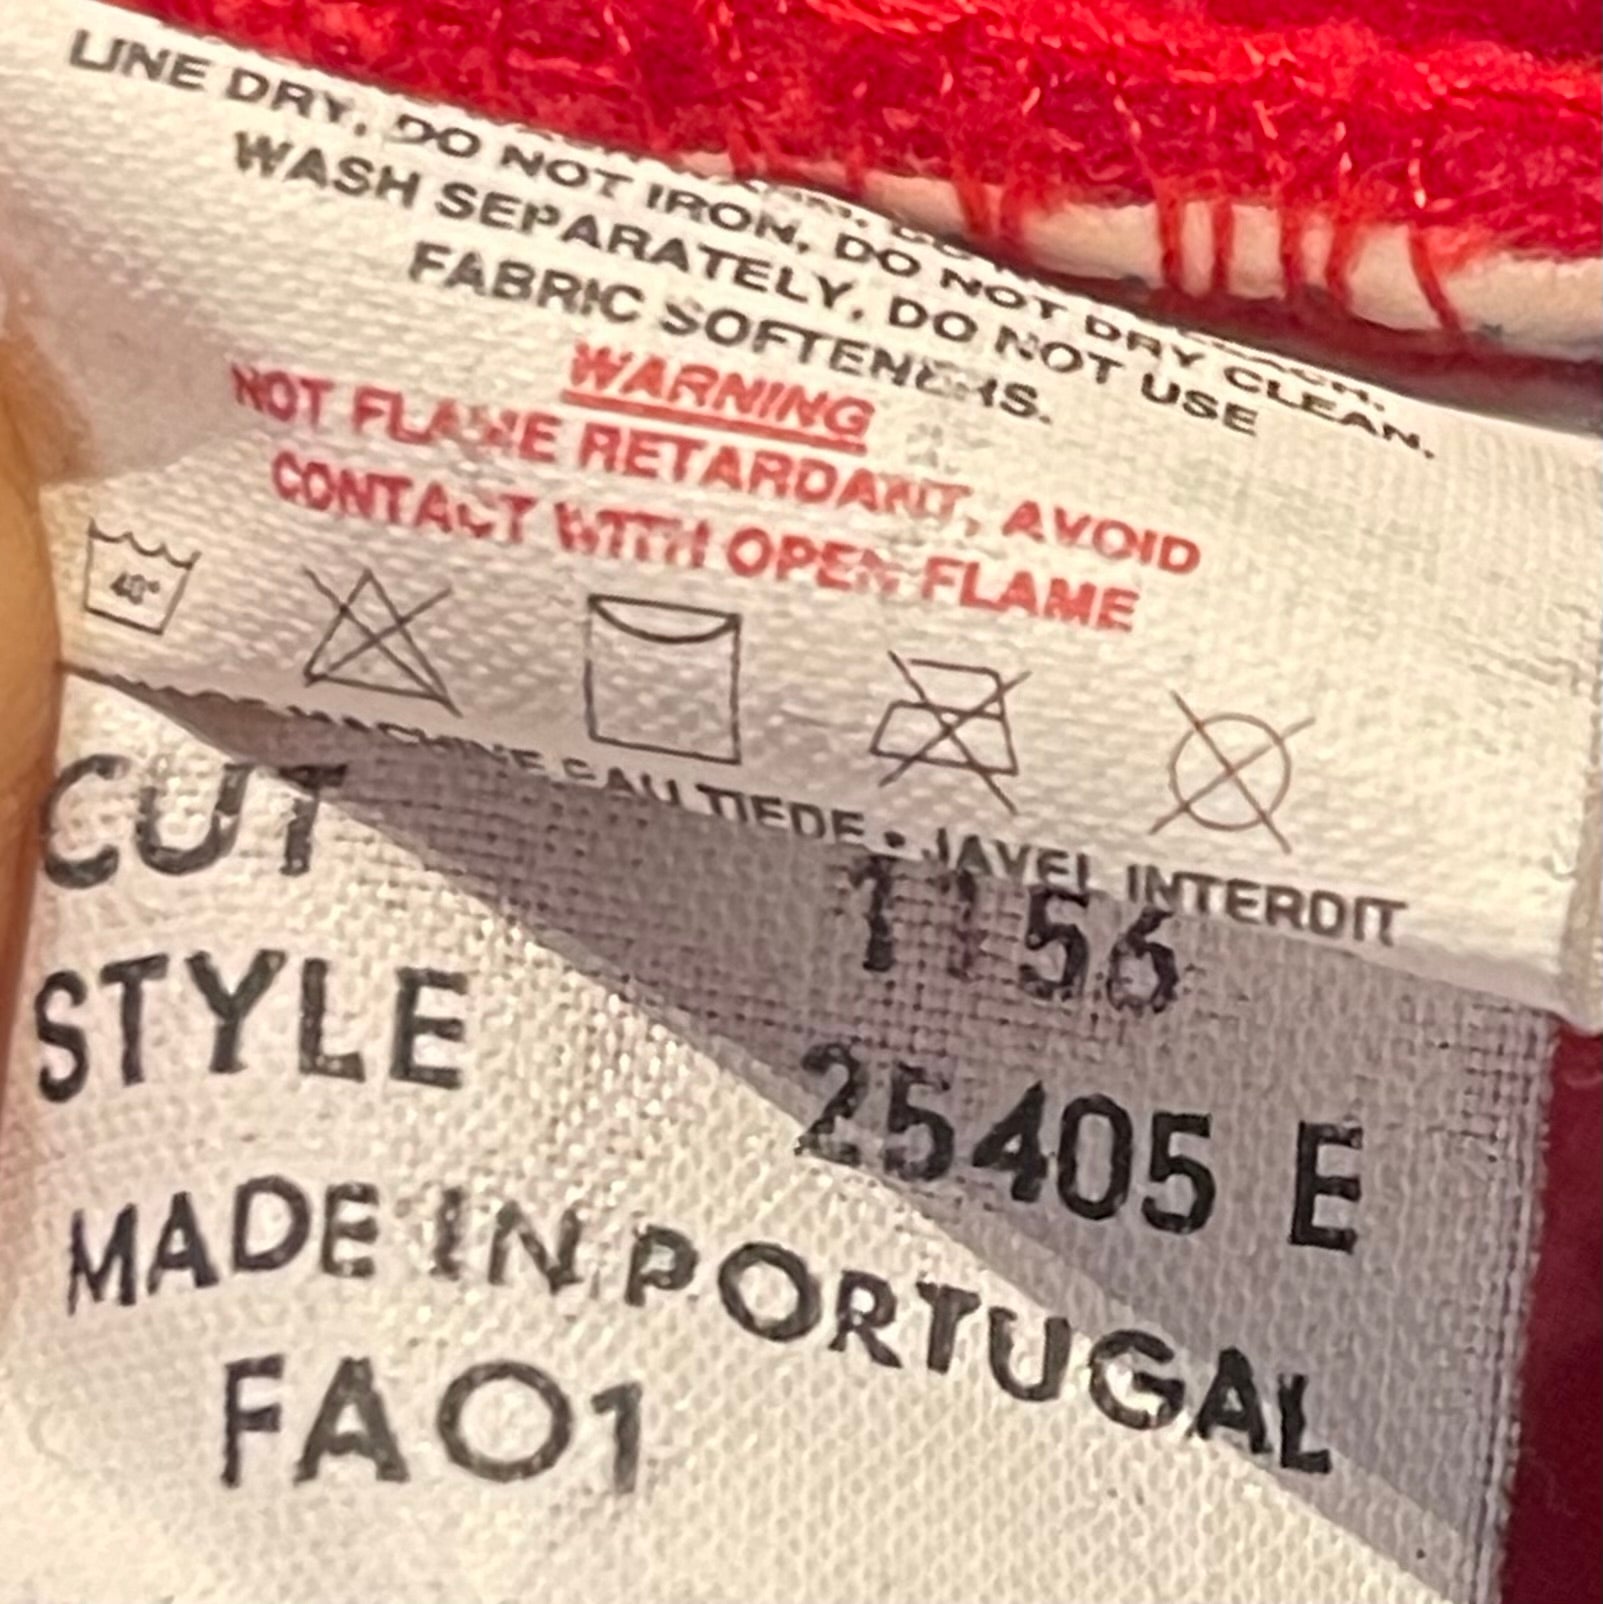 LINE DRY, DO NOT IRON, DO NOT DRY CLEAN,
WASH SEPARATELY, DO NOT USE
FABRIC SOFTENERS.
WARNING
NOT FLAME RETARDANT, AVOID
CONTACT WITH OPEN FLAME
40°
MACHINE EAU TIEDE • JAVEL INTERDIT
CUT 1156
STYLE 25405 E
MADE IN PORTUGAL
FA01